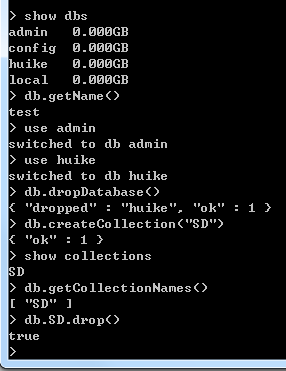 > show dbs
admin   0.000GB
config  0.000GB
huike   0.000GB
local   0.000GB
> db.getName()
test
> use admin
switched to db admin
> use huike
switched to db huike
> db.dropDatabase()
{ "dropped" : "huike", "ok" : 1 }
> db.createCollection("SD")
{ "ok" : 1 }
> show collections
SD
> db.getCollectionNames()
[ "SD" ]
> db.SD.drop()
true
>